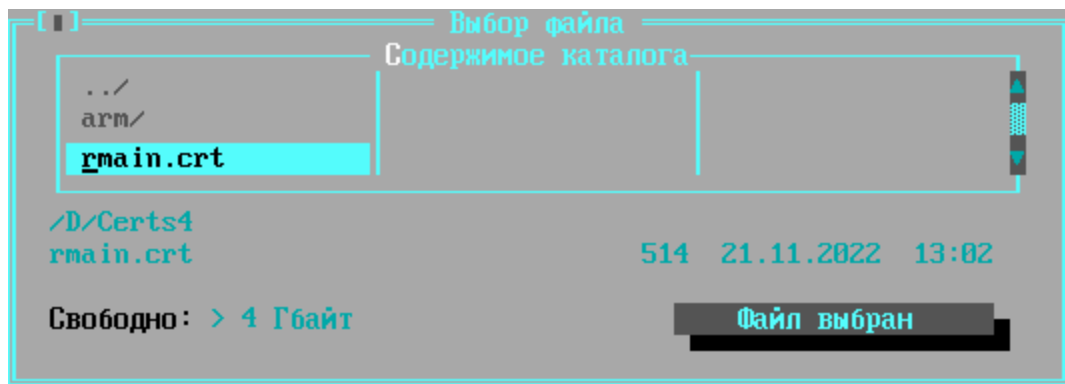 Выбор файла
Содержимое каталога
../
arm/
rmain.crt
/D/Certs4
rmain.crt 514 21.11.2022 13:02
Свободно: > 4 Гбайт Файл выбран